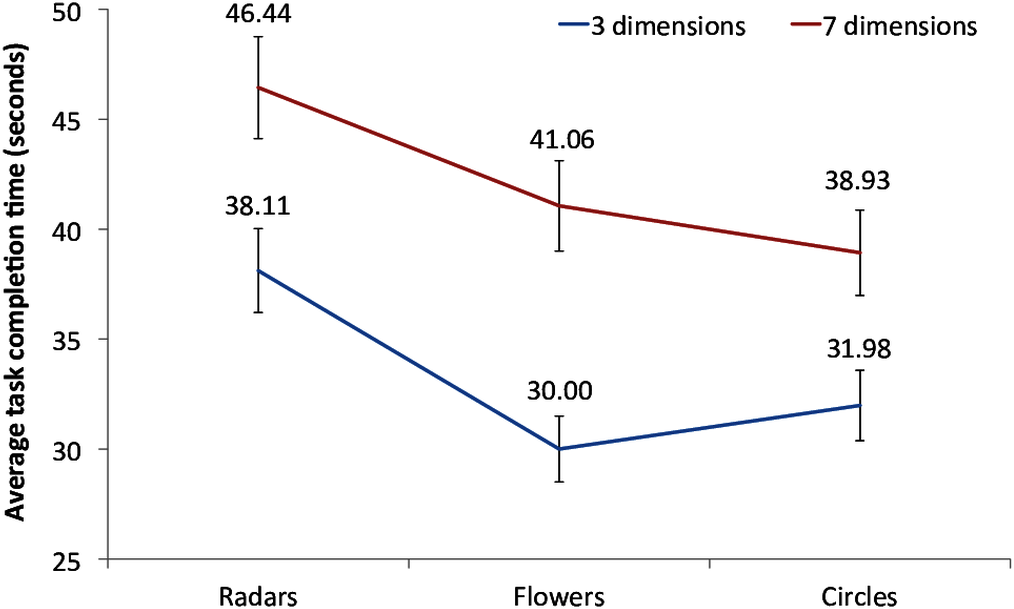 Average task completion time (seconds)
50
45
40
35
30
25
3 dimensions
7 dimensions
46.44
41.06
38.93
38.11
30.00
31.98
Radars
Flowers
Circles